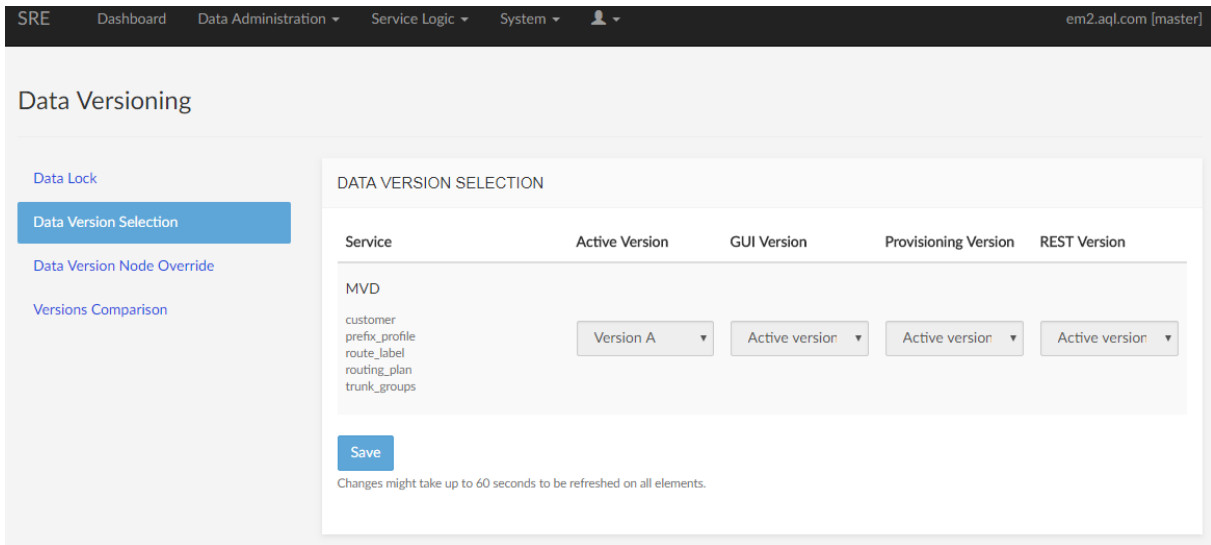 SRE Dashboard Data Administration Service Logic System em2.aql.com [master]
Data Versioning
Data Lock
Data Version Selection
Data Version Node Override
Versions Comparison
DATA VERSION SELECTION
Service Active Version GUI Version Provisioning Version REST Version
MVD
customer
prefix_profile
route_label
routing_plan
trunk_groups
Version A Active version Active version Active version
Save
Changes might take up to 60 seconds to be refreshed on all elements.